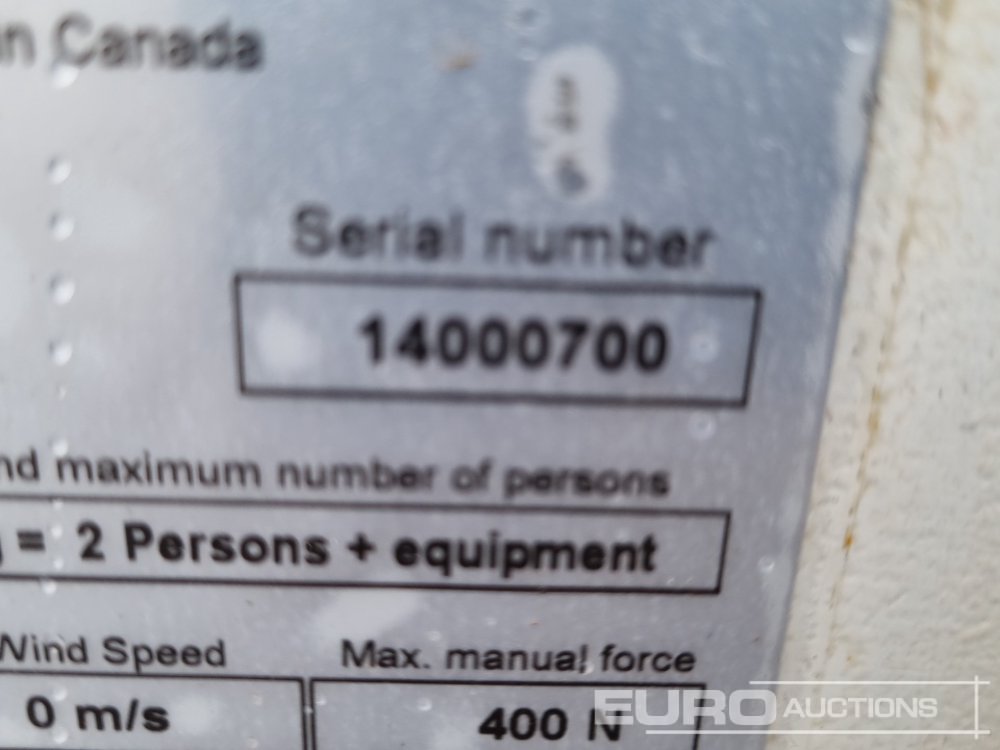 in Canada
Serial number
14000700
nd maximum number of persons
= 2 Persons + equipment
Wind Speed
Max. manual force
0 m/s
400 N
EURO AUCTIONS